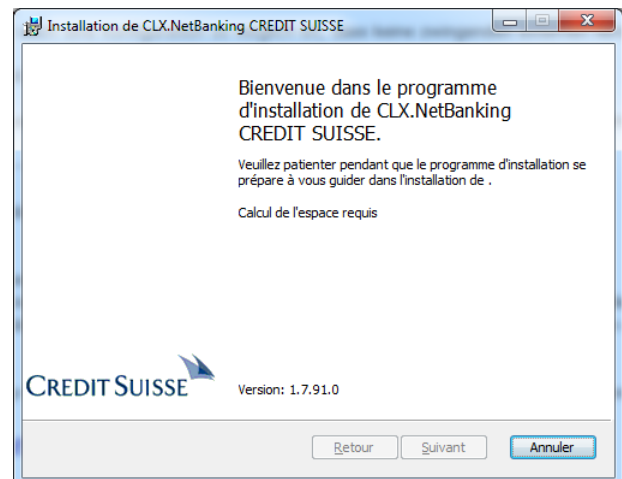 Installation de CLX.NetBanking CREDIT SUISSE
Bienvenue dans le programme
d'installation de CLX.NetBanking
CREDIT SUISSE.
Veuillez patienter pendant que le programme d'installation se
prépare à vous guider dans l'installation de .
Calcul de l'espace requis
CREDIT SUISSE
Version: 1.7.91.0
Retour
Suivant
Annuler